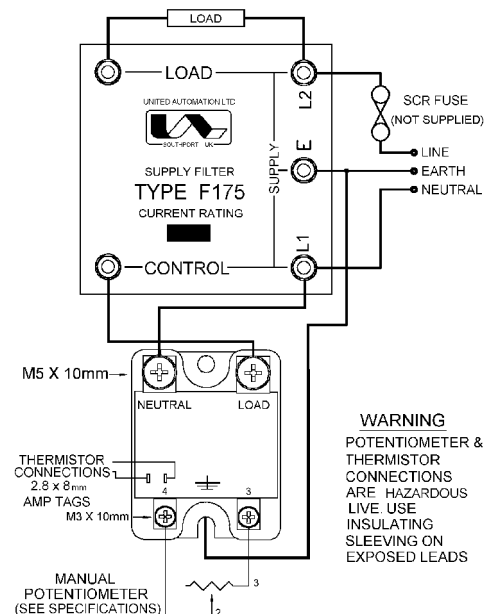 LOAD
LOAD
L2
UNITED AUTOMATION LTD
SOUTHPORT UK
SCR FUSE
(NOT SUPPLIED)
E
SUPPLY
LINE
EARTH
NEUTRAL
SUPPLY FILTER
TYPE F175
CURRENT RATING
L1
CONTROL
M5 X 10mm
NEUTRAL
LOAD
WARNING
POTENTIOMETER &
THERMISTOR
CONNECTIONS
ARE HAZARDOUS
LIVE. USE
INSULATING
SLEEVING ON
EXPOSED LEADS
THERMISTOR
CONNECTIONS
2.8 x 8mm
AMP TAGS
M3 X 10mm
4
3
MANUAL
POTENTIOMETER
(SEE SPECIFICATIONS)
3
2